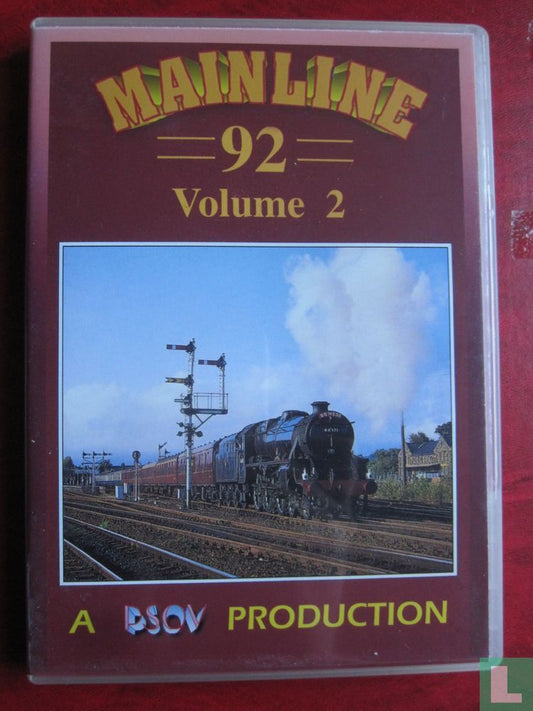 MAINLINE
92
Volume 2
A PSOV PRODUCTION
L